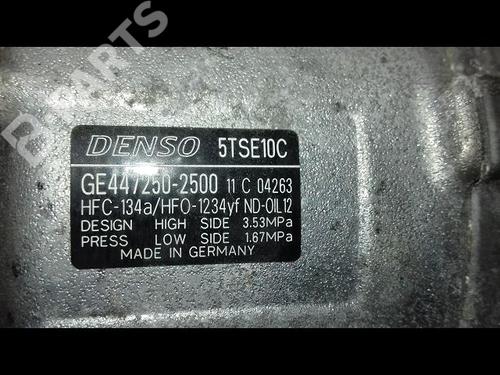 B-PARTS
DENSO 5TSE10C
GE447250-2500 11 C 04263
HFC-134a/HFO-1234yf ND-OIL12
DESIGN HIGH SIDE 3.53MPa
PRESS LOW SIDE 1.67MPa
MADE IN GERMANY